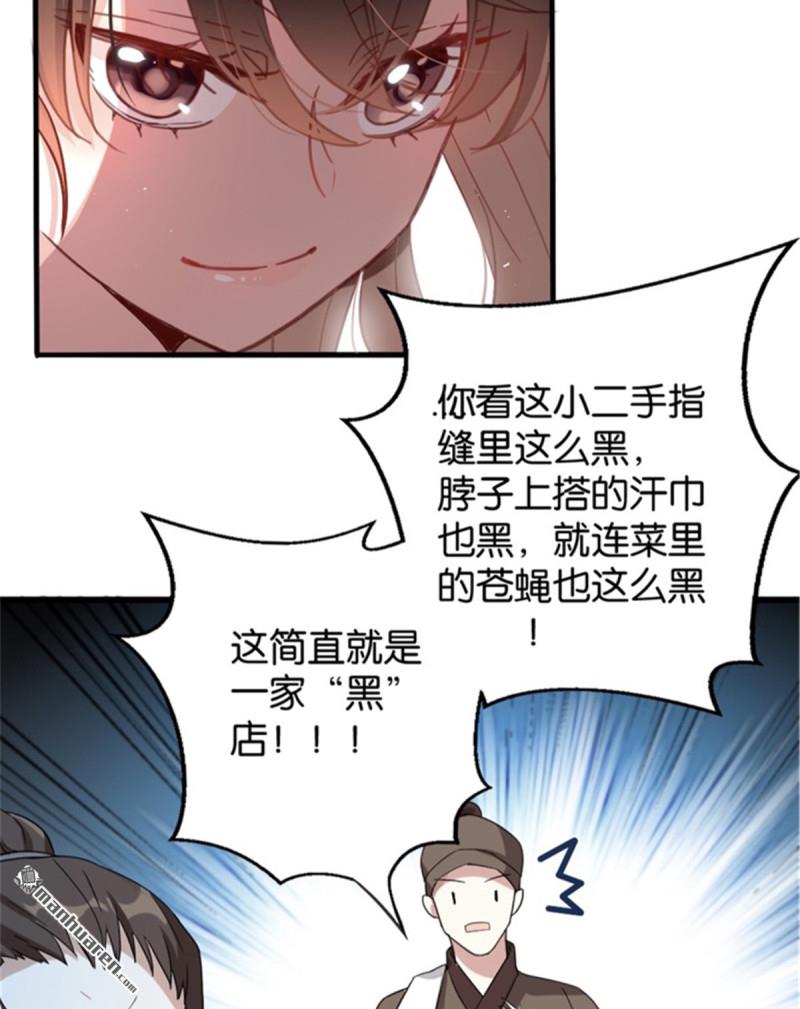 .你看这小二手指
缝里这么黑，
脖子上搭的汗巾
也黑，就连菜里
的苍蝇也这么黑
！
这简直就是
一家“黑”
店！！！
manhuaren.com